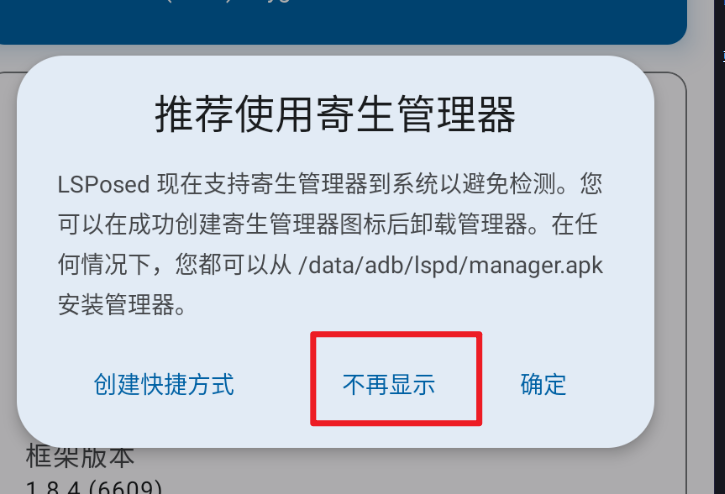 推荐使用寄生管理器
LSPosed 现在支持寄生管理器到系统以避免检测。您
可以在成功创建寄生管理器图标后卸载管理器。在任
何情况下，您都可以从 /data/adb/lspd/manager.apk
安装管理器。
创建快捷方式 不再显示 确定
框架版本
1.8.4 (6609)